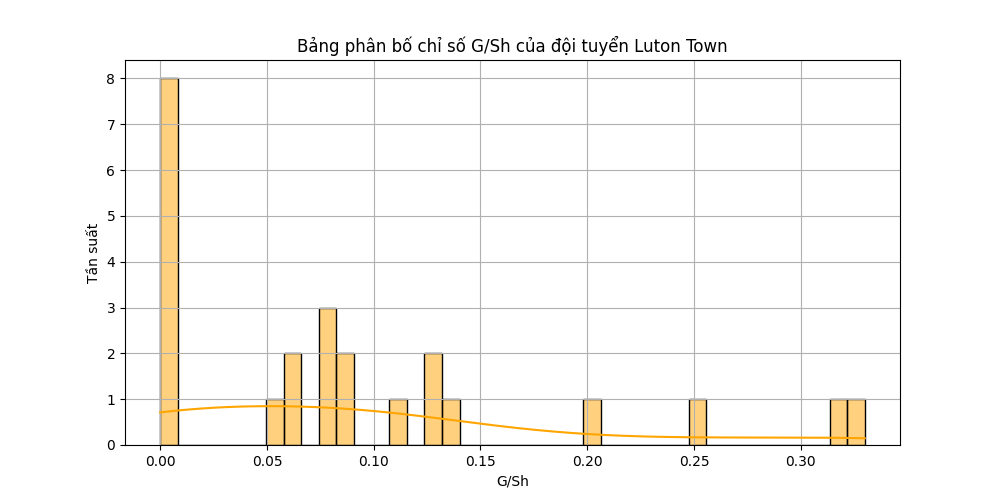 Bảng phân bố chỉ số G/Sh của đội tuyển Luton Town
Tần suất
8
7
6
5
4
3
2
1
0
0.00 0.05 0.10 0.15 0.20 0.25 0.30
G/Sh